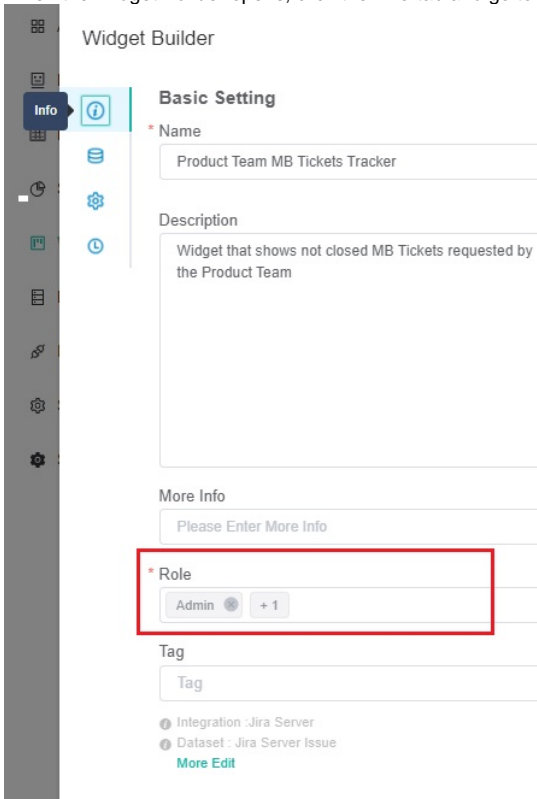 Widget Builder
Info
Basic Setting
* Name
Product Team MB Tickets Tracker
Description
Widget that shows not closed MB Tickets requested by
the Product Team
More Info
Please Enter More Info
* Role
Admin
+ 1
Tag
Tag
Integration :Jira Server
Dataset : Jira Server Issue
More Edit